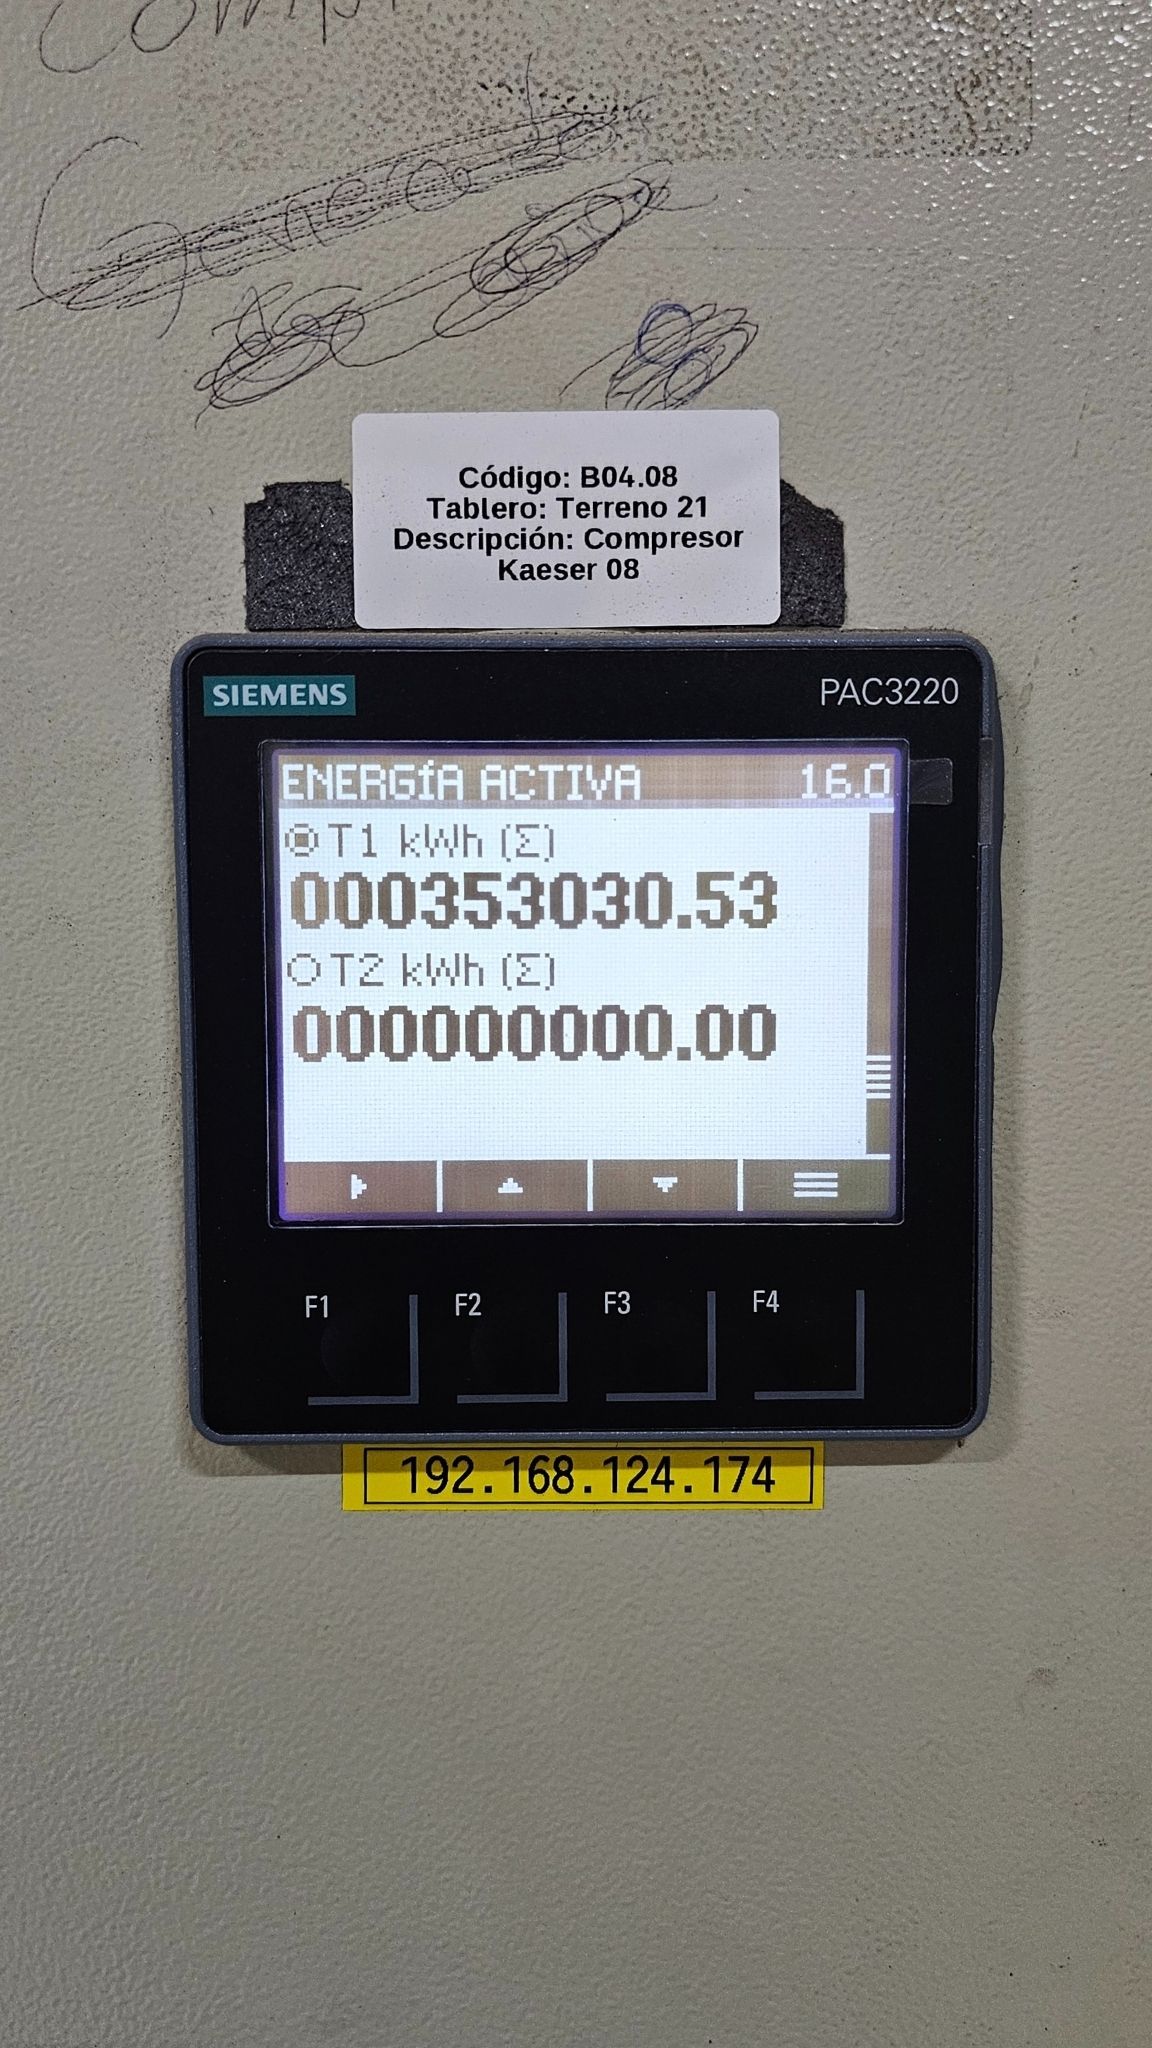 Código: B04.08
Tablero: Terreno 21
Descripción: Compresor
Kaeser 08
SIEMENS
PAC3220
ENERGÍA ACTIVA 16.0
T1 kWh (Σ)
000353030.53
T2 kWh (Σ)
000000000.00
F1 F2 F3 F4
192.168.124.174